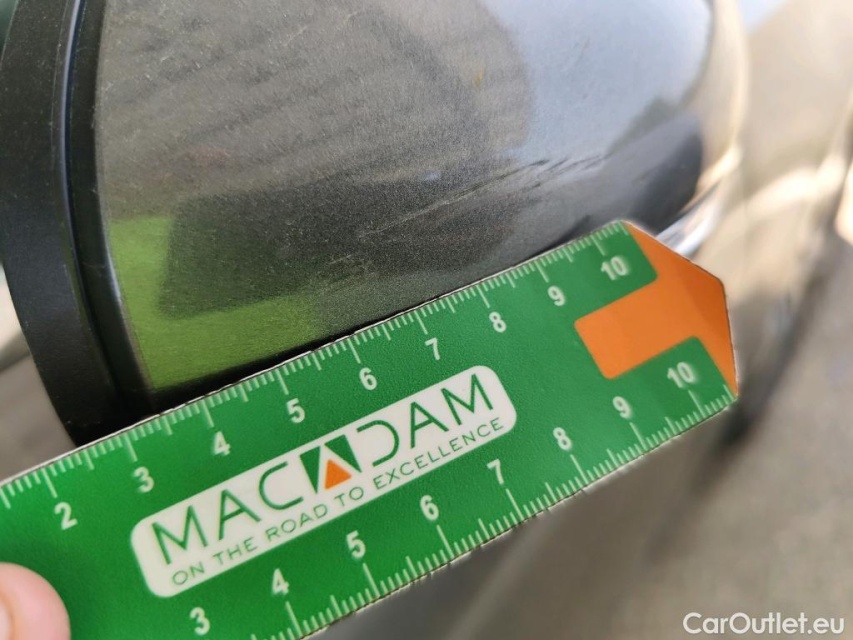 2 3 4 5 6 7 8 9 10
MACADAM
ON THE ROAD TO EXCELLENCE
3 4 5 6 7 8 9 10
CarOutlet.eu